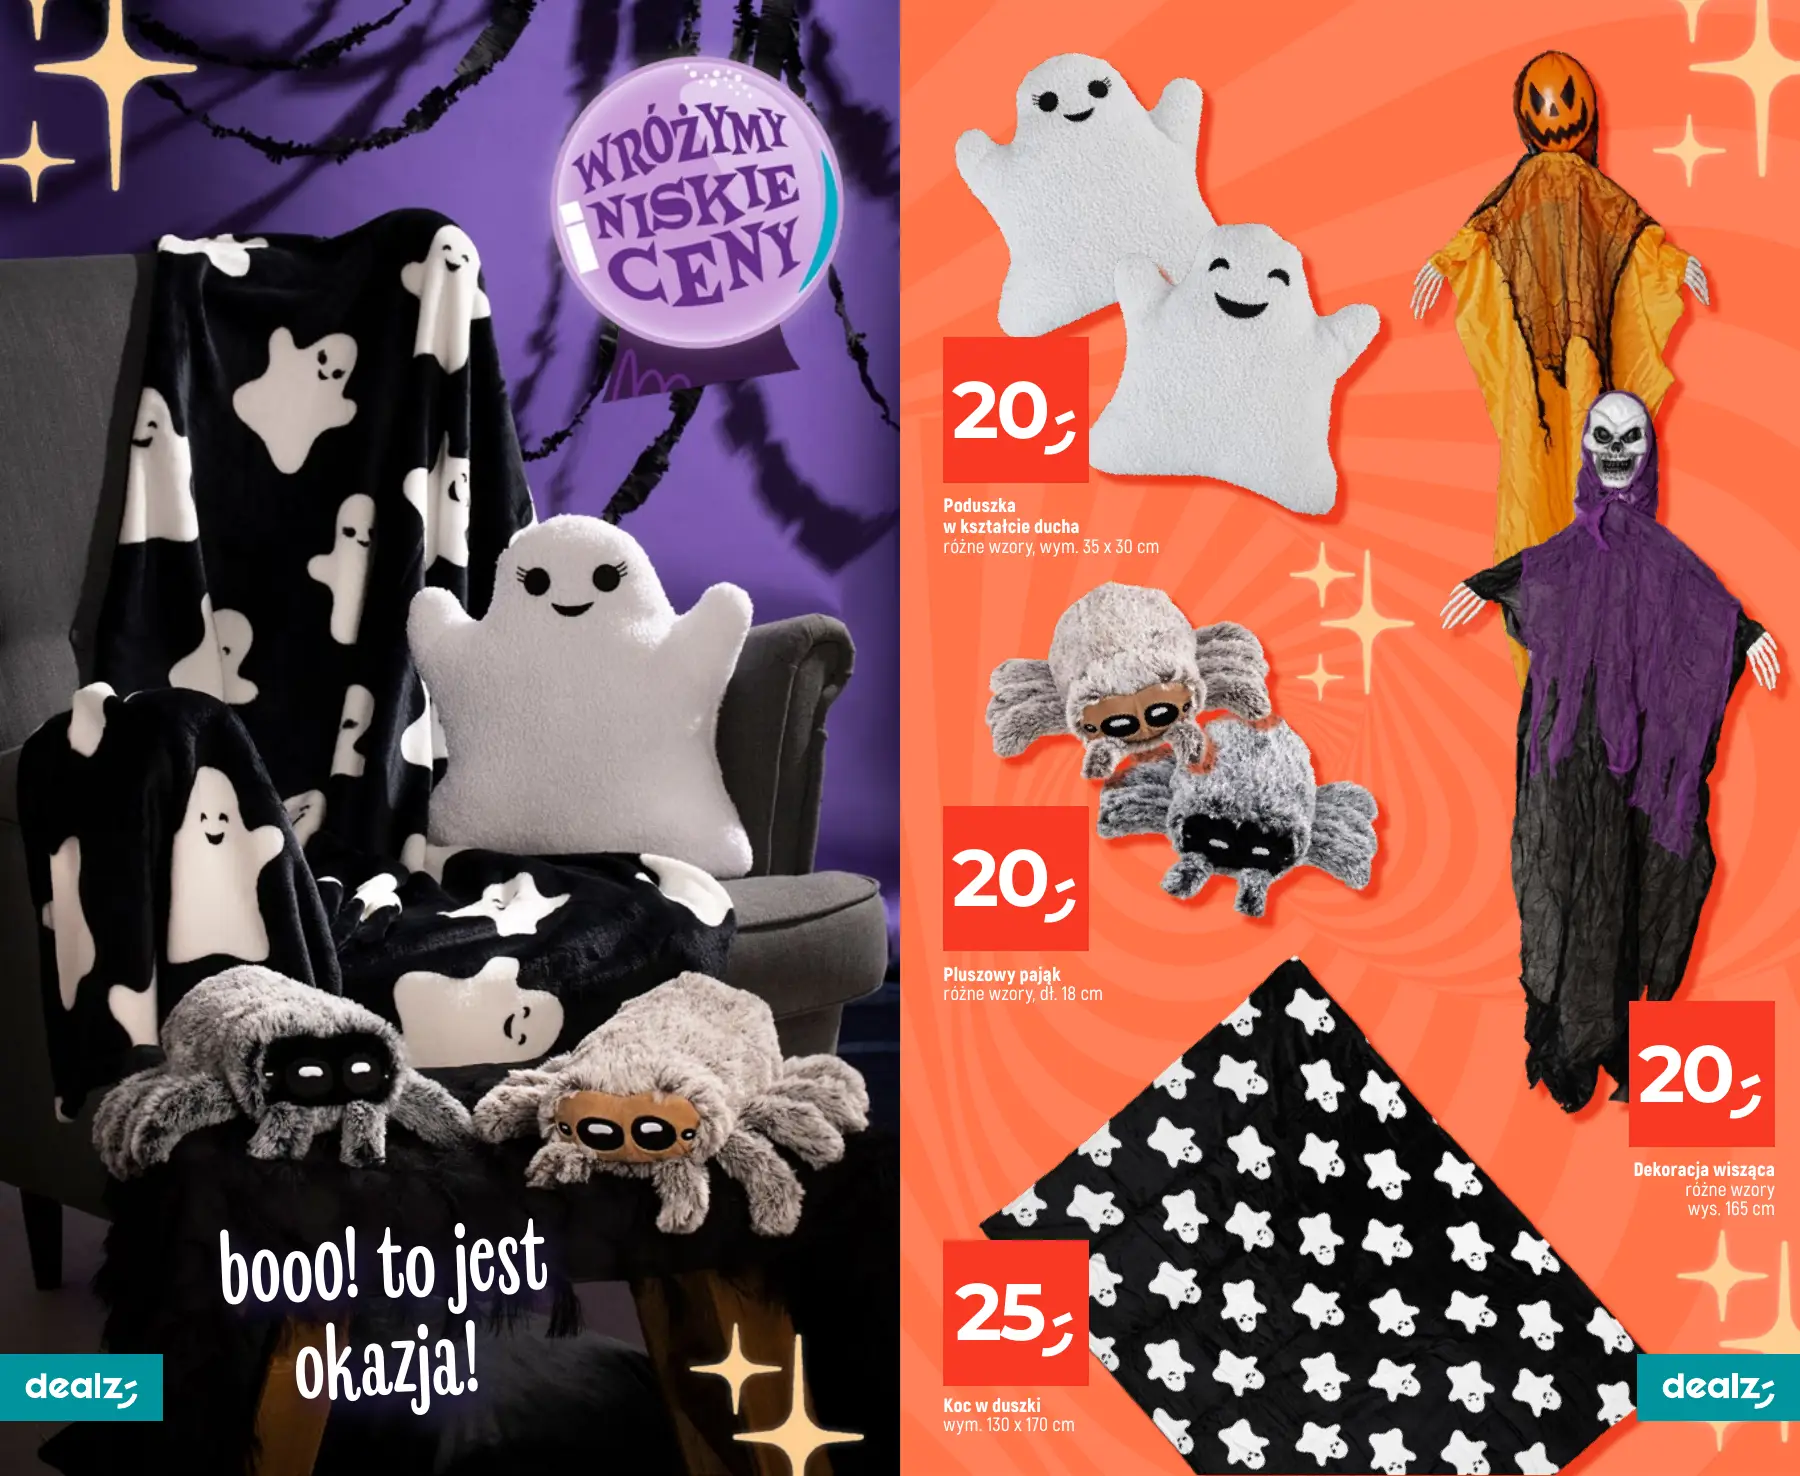 WRÓŻYMY
NISKIE
CENY
booo! to jest
okazja!
dealz
20,-
Poduszka
w kształcie ducha
różne wzory, wym. 35 x 30 cm
20,-
Pluszowy pająk
różne wzory, dł. 18 cm
20,-
Dekoracja wisząca
różne wzory
wys. 165 cm
25,-
Koc w duszki
wym. 130 x 170 cm
dealz